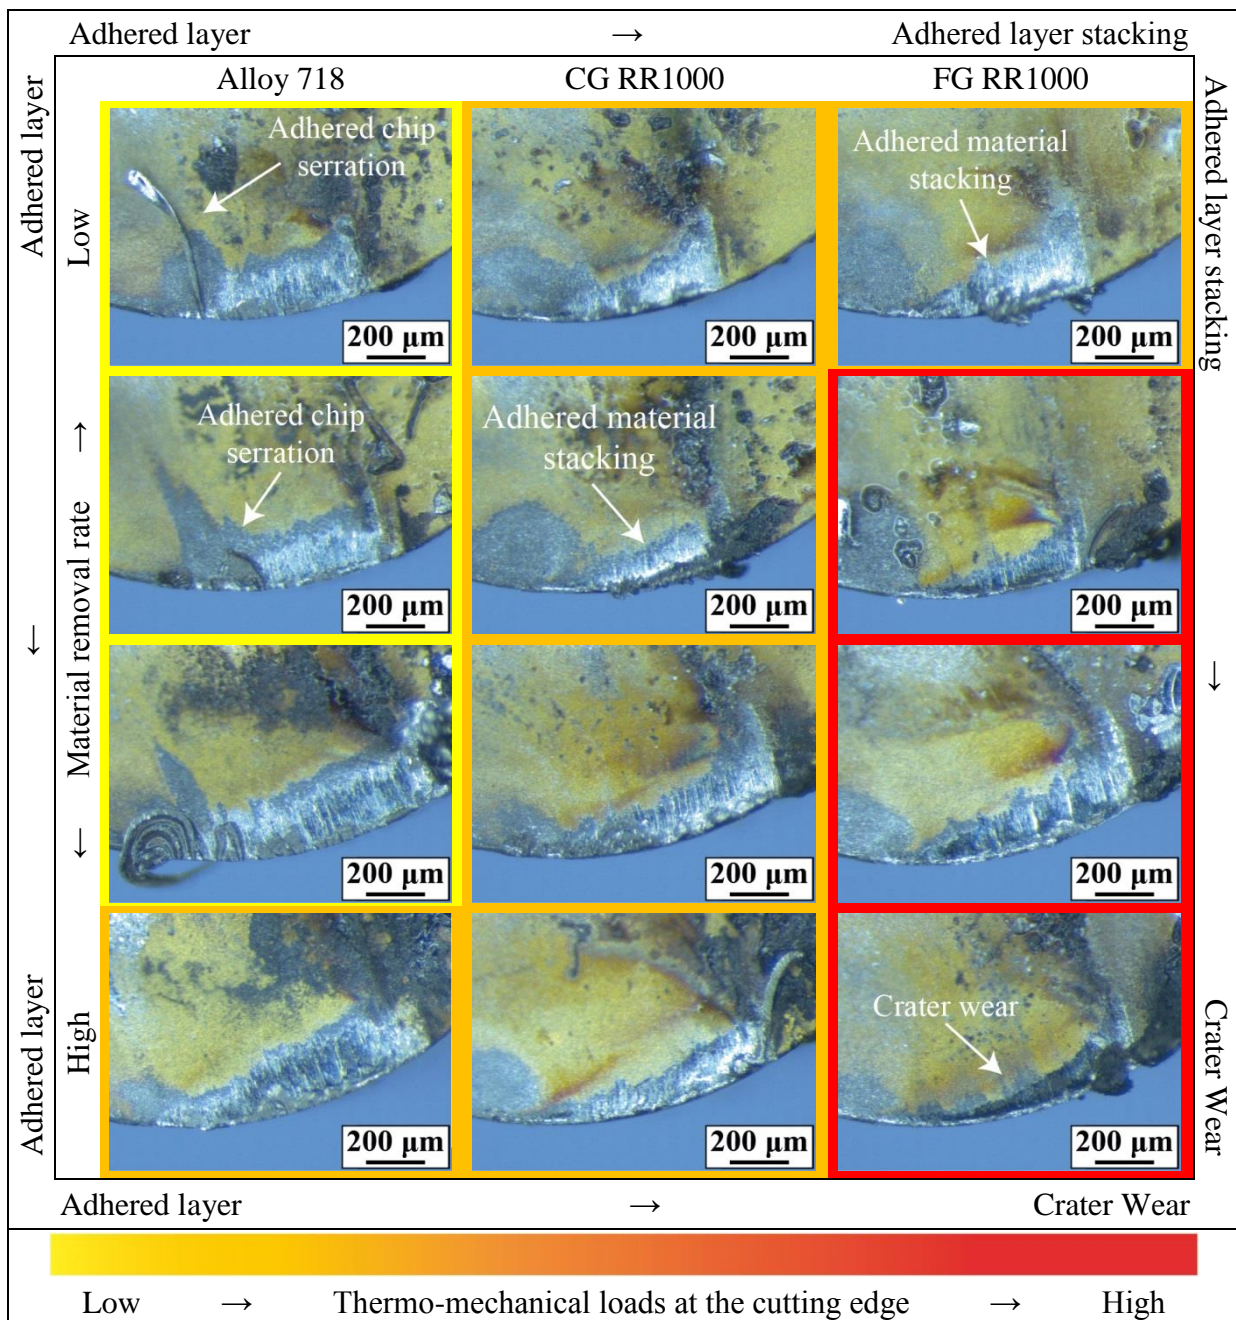 Adhered layer → Adhered layer stacking
Alloy 718 CG RR1000 FG RR1000
Adhered layer
Adhered layer
Low
← Material removal rate →
High
←
←
Adhered layer stacking
→
Crater Wear
Adhered chip
serration
Adhered material
stacking
200 µm 200 µm 200 µm
Adhered chip
serration
Adhered material
stacking
200 µm 200 µm 200 µm
200 µm 200 µm 200 µm
Crater wear
200 µm 200 µm 200 µm
Adhered layer → Crater Wear
Low → Thermo-mechanical loads at the cutting edge → High